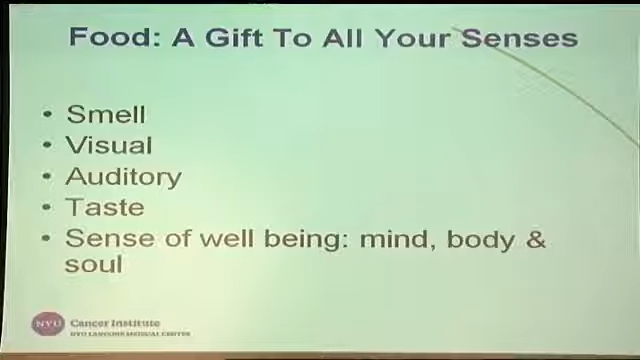 Food: A Gift To All Your Senses
• Smell
• Visual
• Auditory
• Taste
• Sense of well being: mind, body &
soul
NYU Cancer Institute
NYU LANGONE MEDICAL CENTER